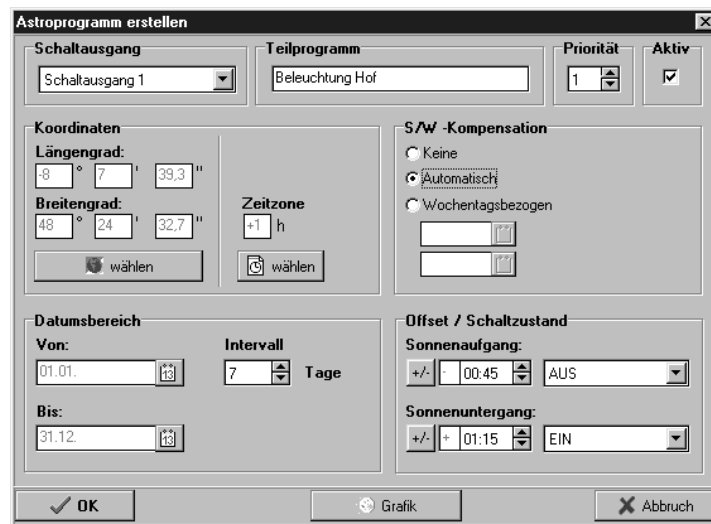 Astroprogramm erstellen
Schaltausgang
Schaltausgang 1
Teilprogramm
Beleuchtung Hof
Priorität
1
Aktiv
Koordinaten
Längengrad:
-8 ° 7 ' 39,3 "
Breitengrad:
48 ° 24 ' 32,7 "
wählen
Zeitzone
+1 h
wählen
S/W -Kompensation
Keine
Automatisch
Wochentagsbezogen
Datumsbereich
Von:
01.01. 13
Intervall
7 Tage
Bis:
31.12. 13
Offset / Schaltzustand
Sonnenaufgang:
+/- - 00:45 AUS
Sonnenuntergang:
+/- + 01:15 EIN
OK
Grafik
Abbruch